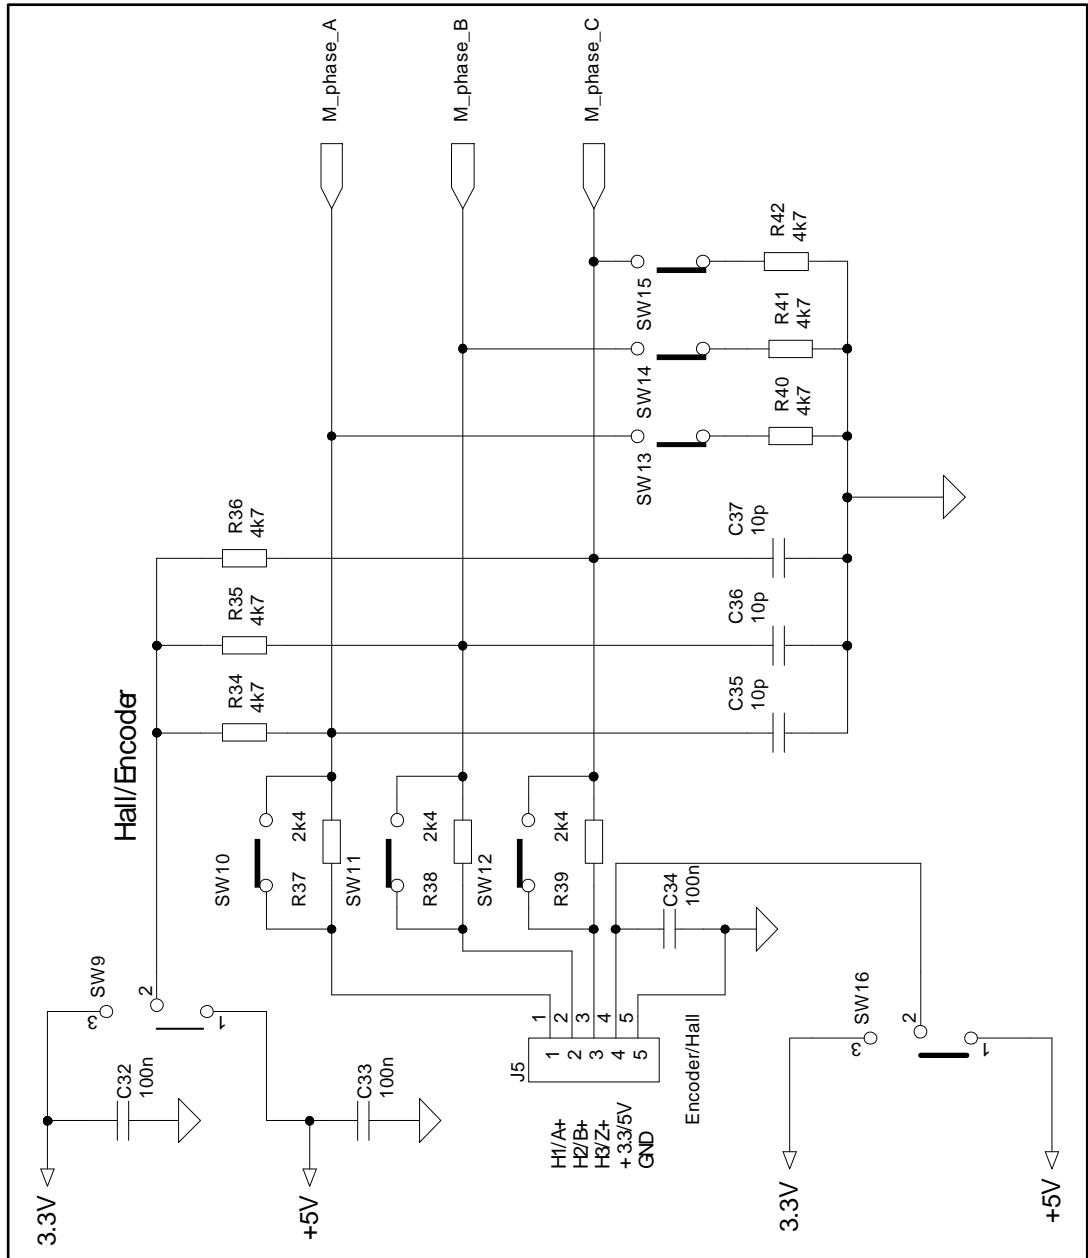 M_phase_A
M_phase_B
M_phase_C
R42
4k7
SW15
R41
4k7
SW14
R40
4k7
SW13
R36
4k7
R35
4k7
R34
4k7
C37
10p
C36
10p
C35
10p
Hall/Encoder
SW10
R37
2k4
SW11
R38
2k4
SW12
R39
2k4
C34
100n
SW9
3
2
1
C32
100n
C33
100n
3.3V
+5V
J5
1
2
3
4
5
1
2
3
4
5
Encoder/Hall
H1/A+
H2/B+
H3/Z+
+3.3/5V
GND
SW16
3
2
1
3.3V
+5V